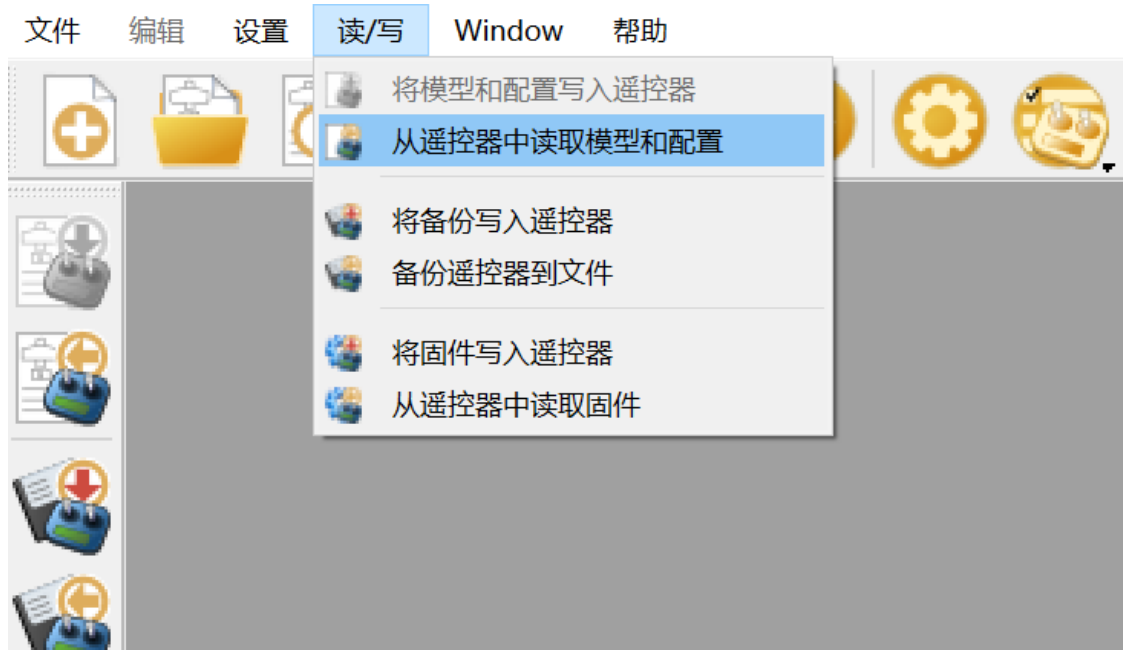 文件 编辑 设置 读/写 Window 帮助
将模型和配置写入遥控器
从遥控器中读取模型和配置
将备份写入遥控器
备份遥控器到文件
将固件写入遥控器
从遥控器中读取固件